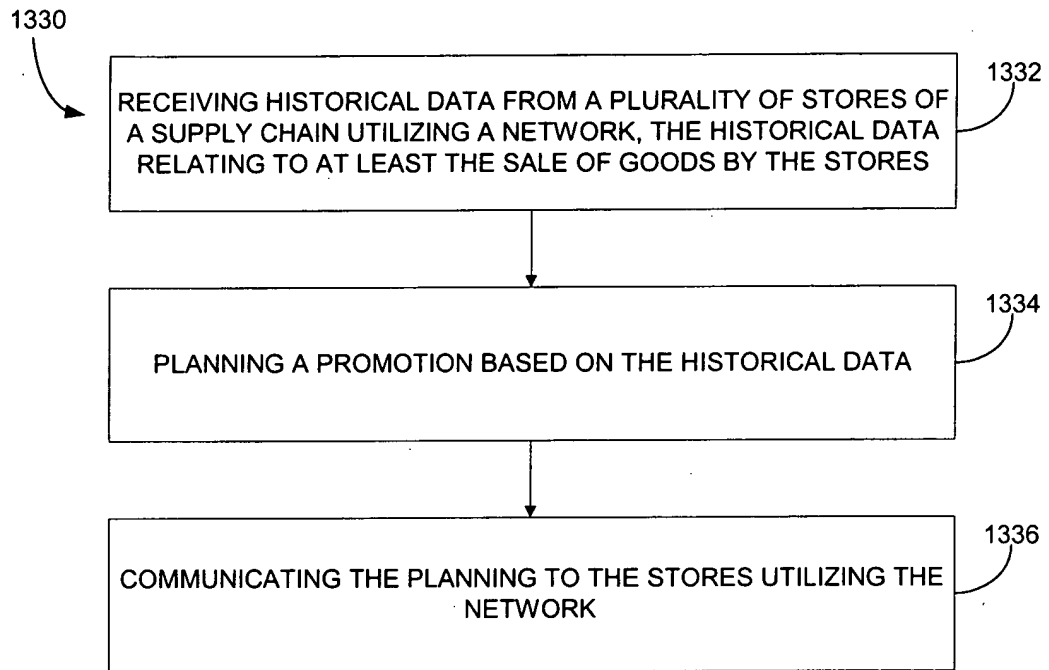 1330
RECEIVING HISTORICAL DATA FROM A PLURALITY OF STORES OF
A SUPPLY CHAIN UTILIZING A NETWORK, THE HISTORICAL DATA
RELATING TO AT LEAST THE SALE OF GOODS BY THE STORES
1332
PLANNING A PROMOTION BASED ON THE HISTORICAL DATA
1334
COMMUNICATING THE PLANNING TO THE STORES UTILIZING THE
NETWORK
1336